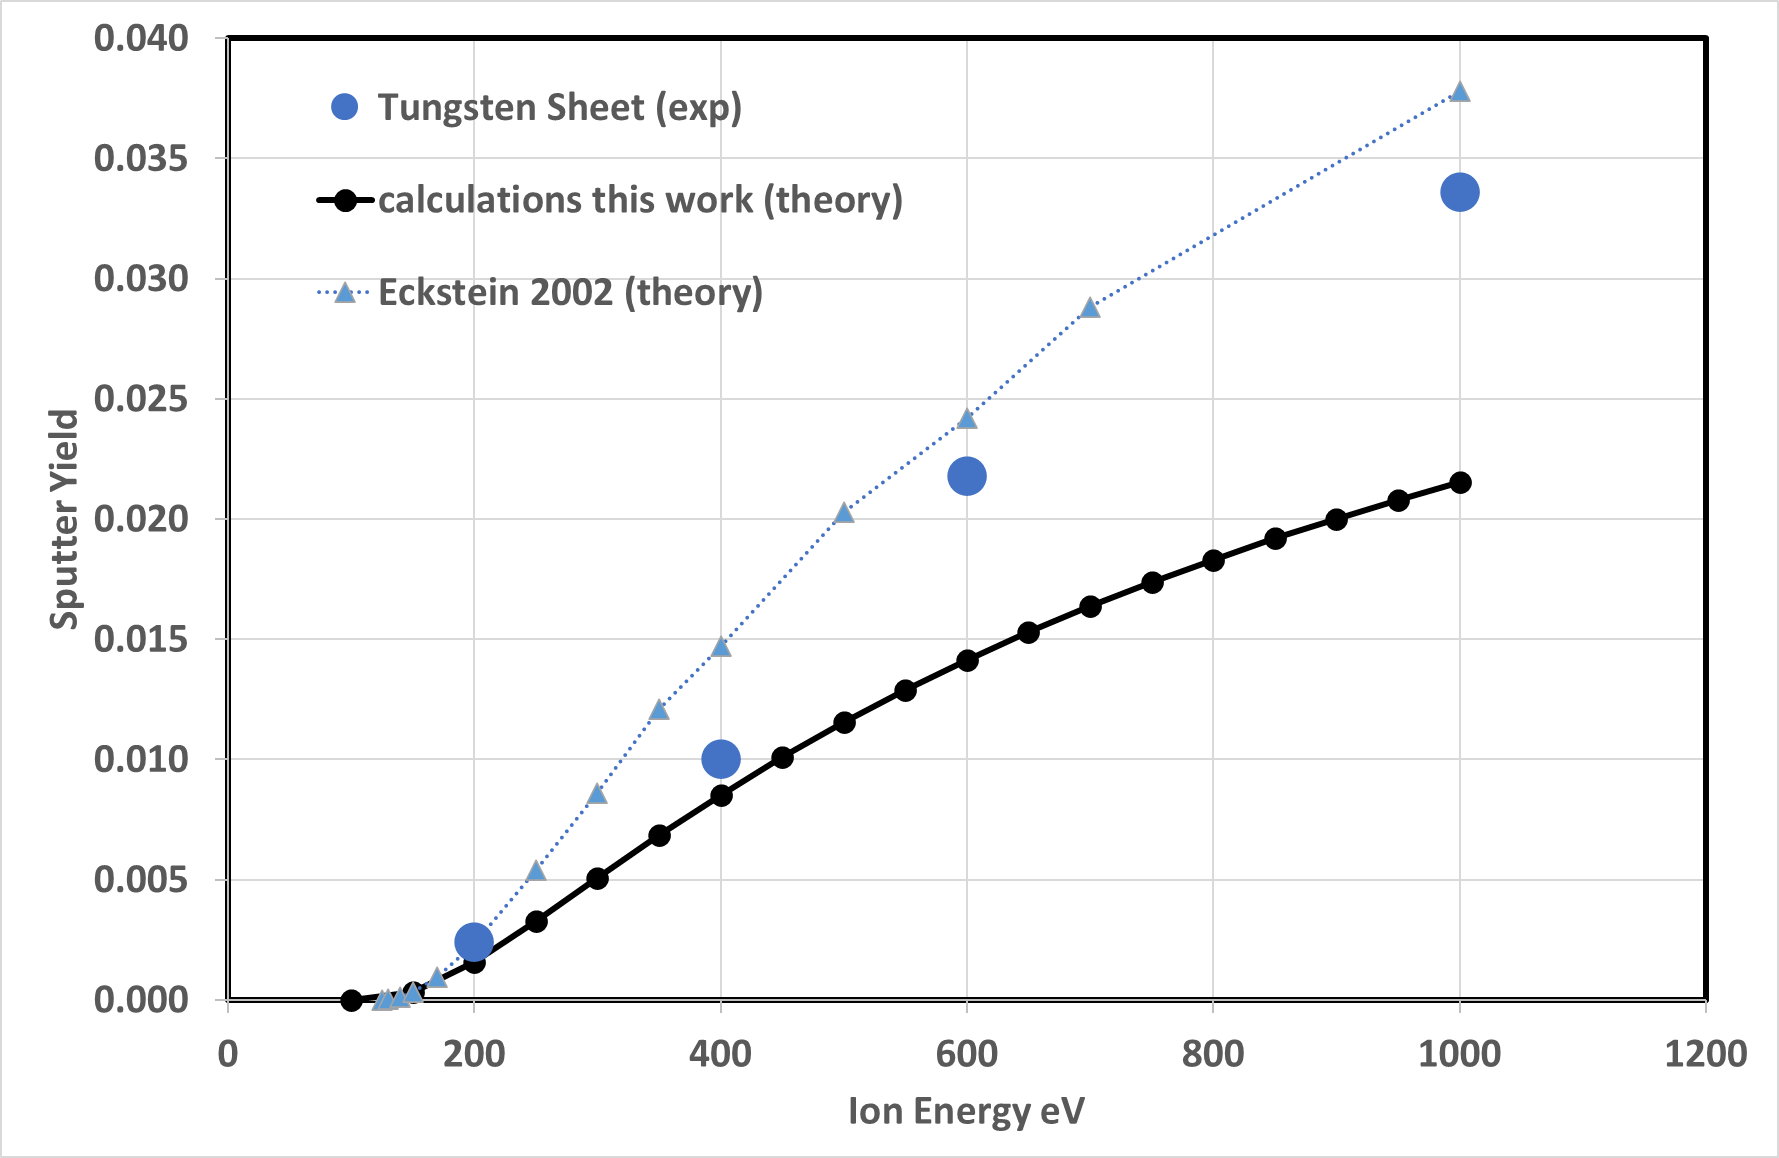 0.040
0.035
0.030
0.025
0.020
0.015
0.010
0.005
0.000
Sputter Yield
Tungsten Sheet (exp)
calculations this work (theory)
Eckstein 2002 (theory)
0 200 400 600 800 1000 1200
Ion Energy eV